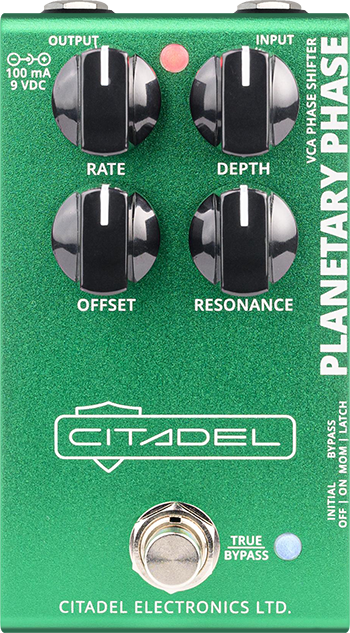 OUTPUT
INPUT
100 mA
9 VDC
RATE
DEPTH
OFFSET
RESONANCE
PLANETARY PHASE
VCA PHASE SHIFTER
CITADEL
INITIAL BYPASS
OFF | ON MOM | LATCH
TRUE
BYPASS
CITADEL ELECTRONICS LTD.